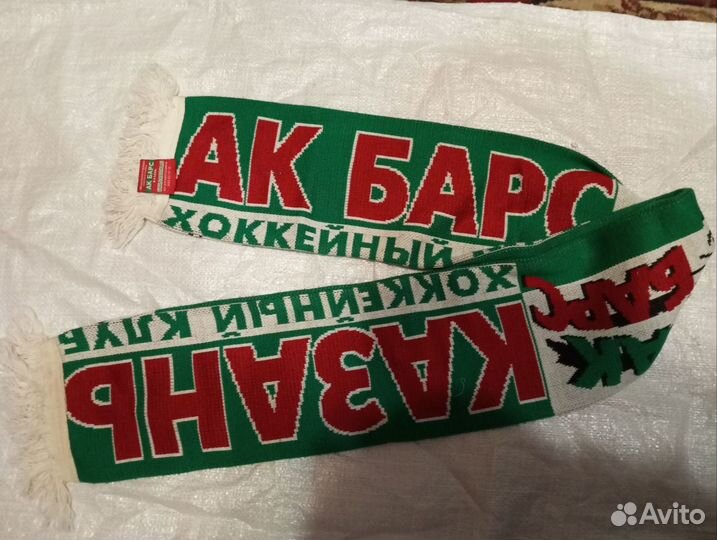 АК БАРС
ХОККЕЙНЫЙ
АК БАРС
ХОККЕЙНЫЙ КЛУБ
КАЗАНЬ
АК
БАРС
Avito